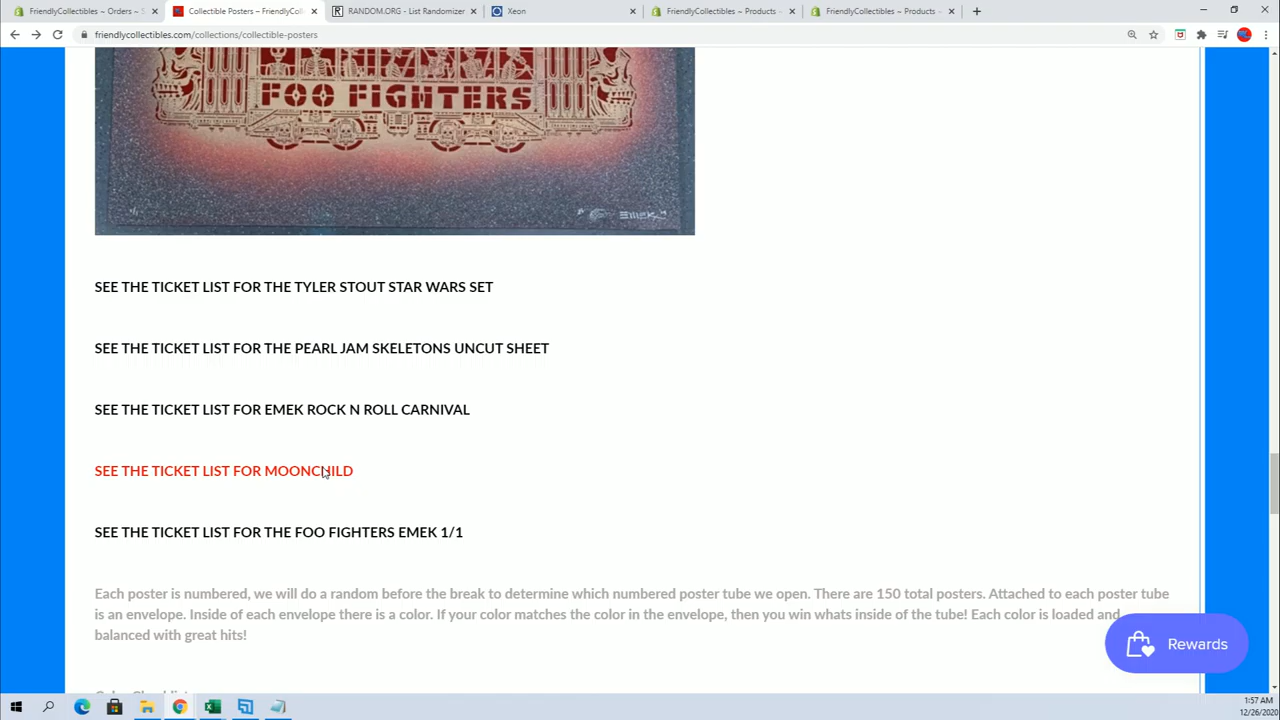 FriendlyCollectibles ~ Orders ~ S
Collectible Posters – FriendlyCol
RANDOM.ORG - List Randomizer
Xeon
FriendlyCollectibles ~ Products ~
FriendlyCollectibles ~ Products ~
friendlycollectibles.com/collections/collectible-posters
FOO FIGHTERS
EMEK
SEE THE TICKET LIST FOR THE TYLER STOUT STAR WARS SET
SEE THE TICKET LIST FOR THE PEARL JAM SKELETONS UNCUT SHEET
SEE THE TICKET LIST FOR EMEK ROCK N ROLL CARNIVAL
SEE THE TICKET LIST FOR MOONCHILD
SEE THE TICKET LIST FOR THE FOO FIGHTERS EMEK 1/1
Each poster is numbered, we will do a random before the break to determine which numbered poster tube we open. There are 150 total posters. Attached to each poster tube
is an envelope. Inside of each envelope there is a color. If your color matches the color in the envelope, then you win whats inside of the tube! Each color is loaded and
balanced with great hits!
Rewards
1:57 AM
12/26/2020